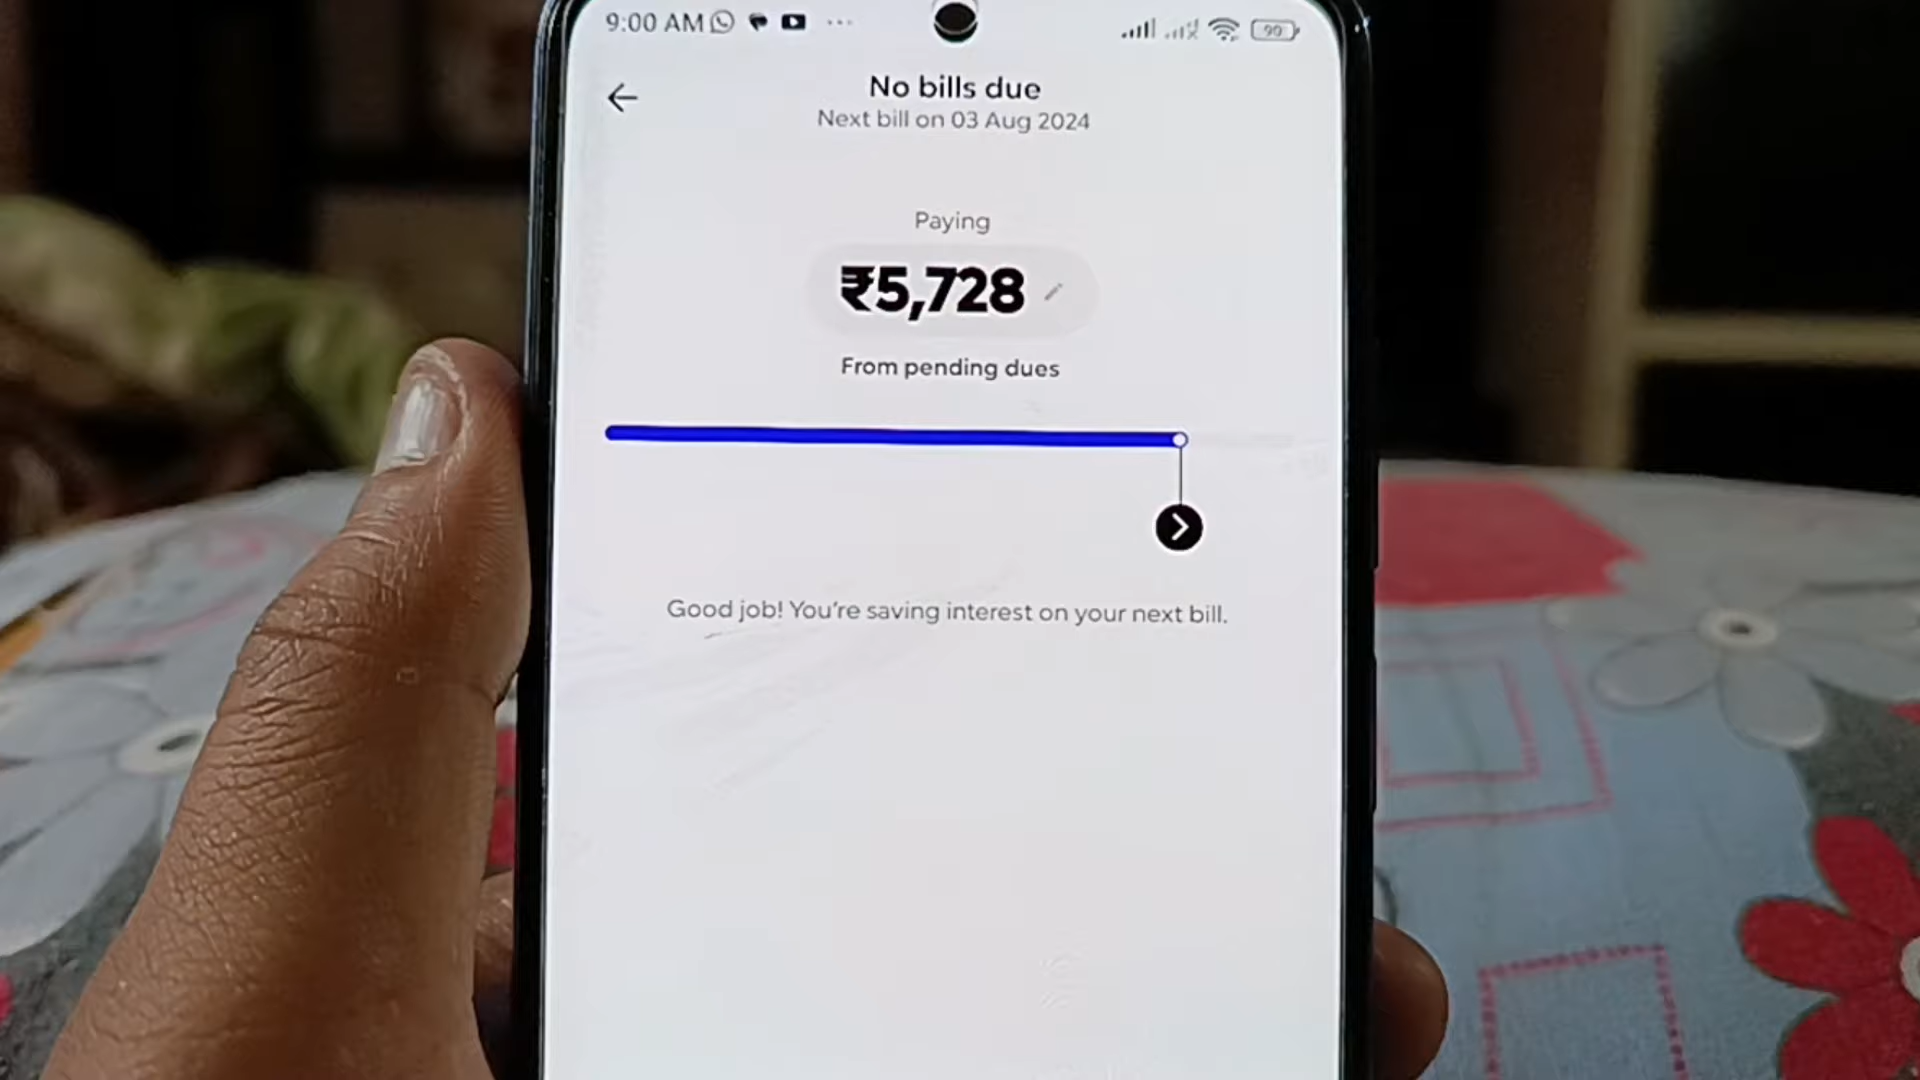 9:00 AM
90
No bills due
Next bill on 03 Aug 2024
Paying
₹5,728
From pending dues
Good job! You're saving interest on your next bill.